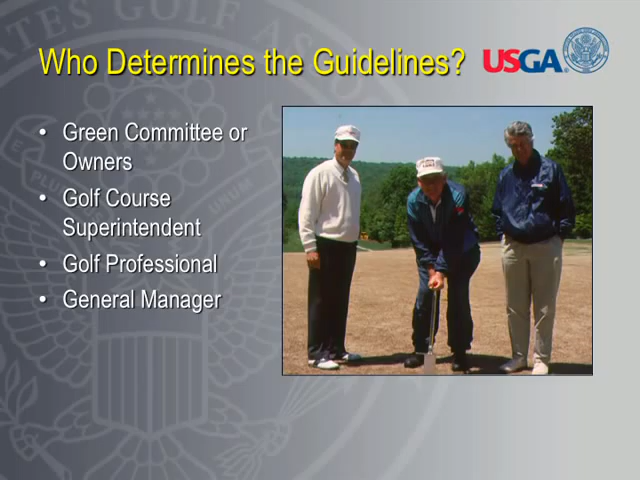 Who Determines the Guidelines?
USGA
• Green Committee or
Owners
• Golf Course
Superintendent
• Golf Professional
• General Manager